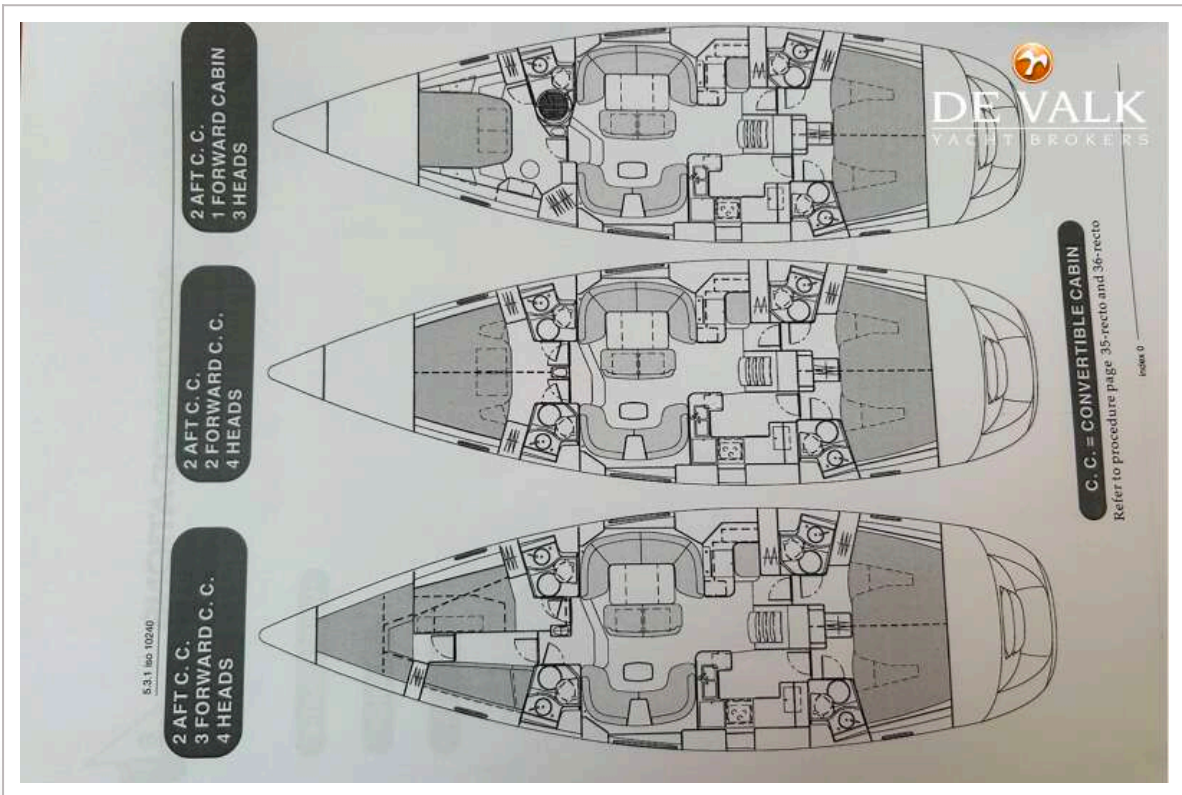 2 AFT C. C.
1 FORWARD CABIN
3 HEADS
2 AFT C. C.
2 FORWARD C. C.
4 HEADS
2 AFT C. C.
3 FORWARD C. C.
4 HEADS
5.3.1 iso 10240
DE VALK
YACHT BROKERS
C. C. = CONVERTIBLE CABIN
Refer to procedure page 35-recto and 36-recto
index 0